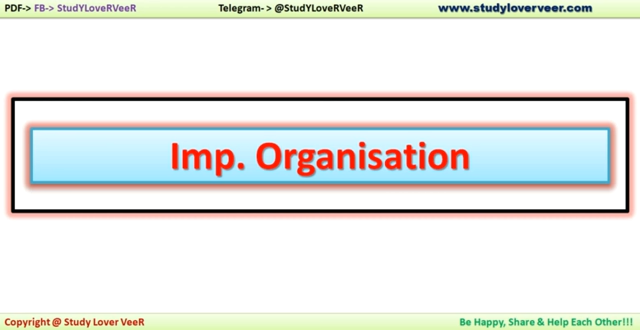 PDF-> FB-> StudYLoveRVeeR Telegram- > @StudYLoveRVeeR www.studyloverveer.com
Imp. Organisation
Copyright @ Study Lover VeeR Be Happy, Share & Help Each Other!!!